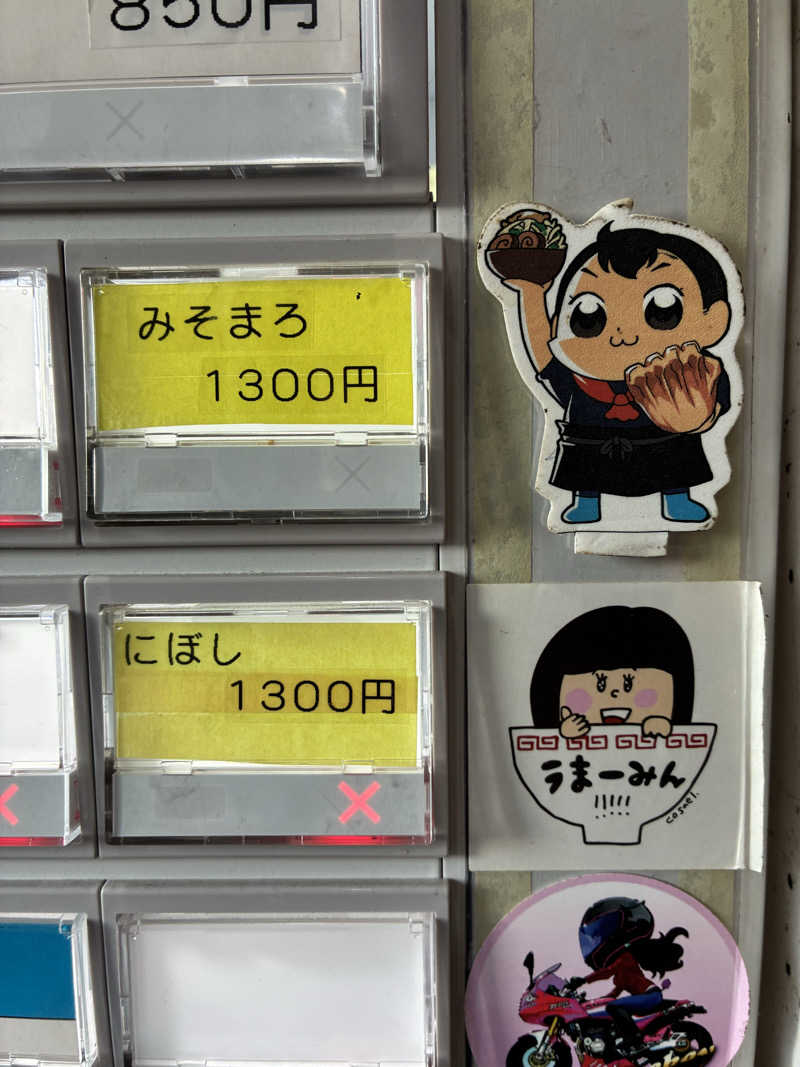 850円
みそまろ
1300円
にぼし
1300円
うまーみん
cosnel.